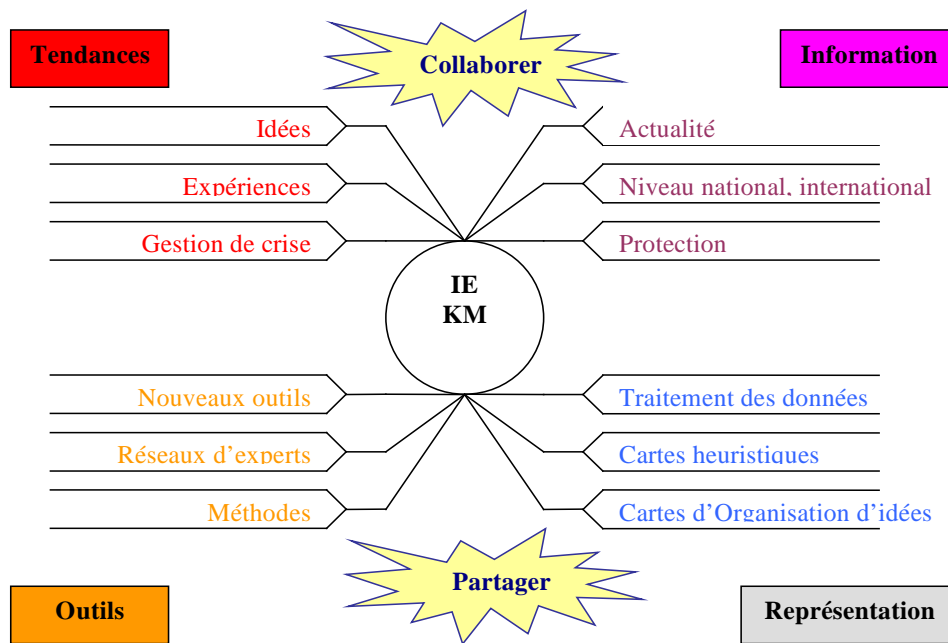 Tendances
Collaborer
Information
Idées
Actualité
Expériences
Niveau national, international
Gestion de crise
Protection
IE
KM
Nouveaux outils
Traitement des données
Réseaux d'experts
Cartes heuristiques
Méthodes
Cartes d'Organisation d'idées
Partager
Outils
Représentation